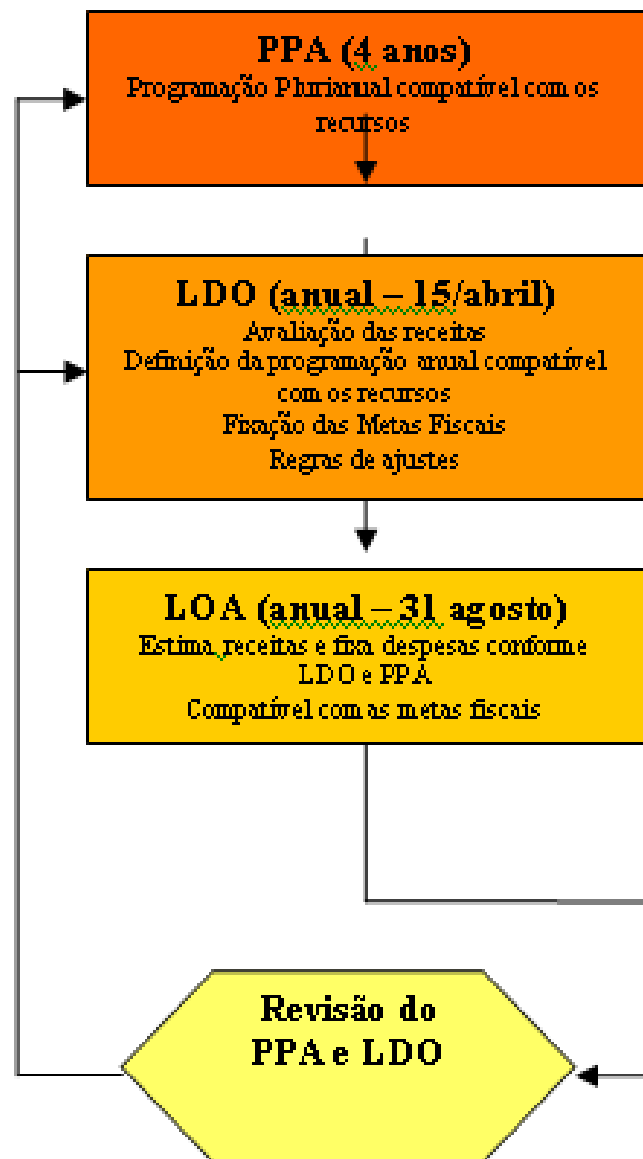 PPA (4 anos)
Programação Plurianual compatível com os
recursos
LDO (anual – 15/abril)
Avaliação das receitas
Definição da programação anual compatível
com os recursos
Fixação das Metas Fiscais
Regras de ajustes
LOA (anual – 31 agosto)
Estima receitas e fixa despesas conforme
LDO e PPA
Compatível com as metas fiscais
Revisão do
PPA e LDO